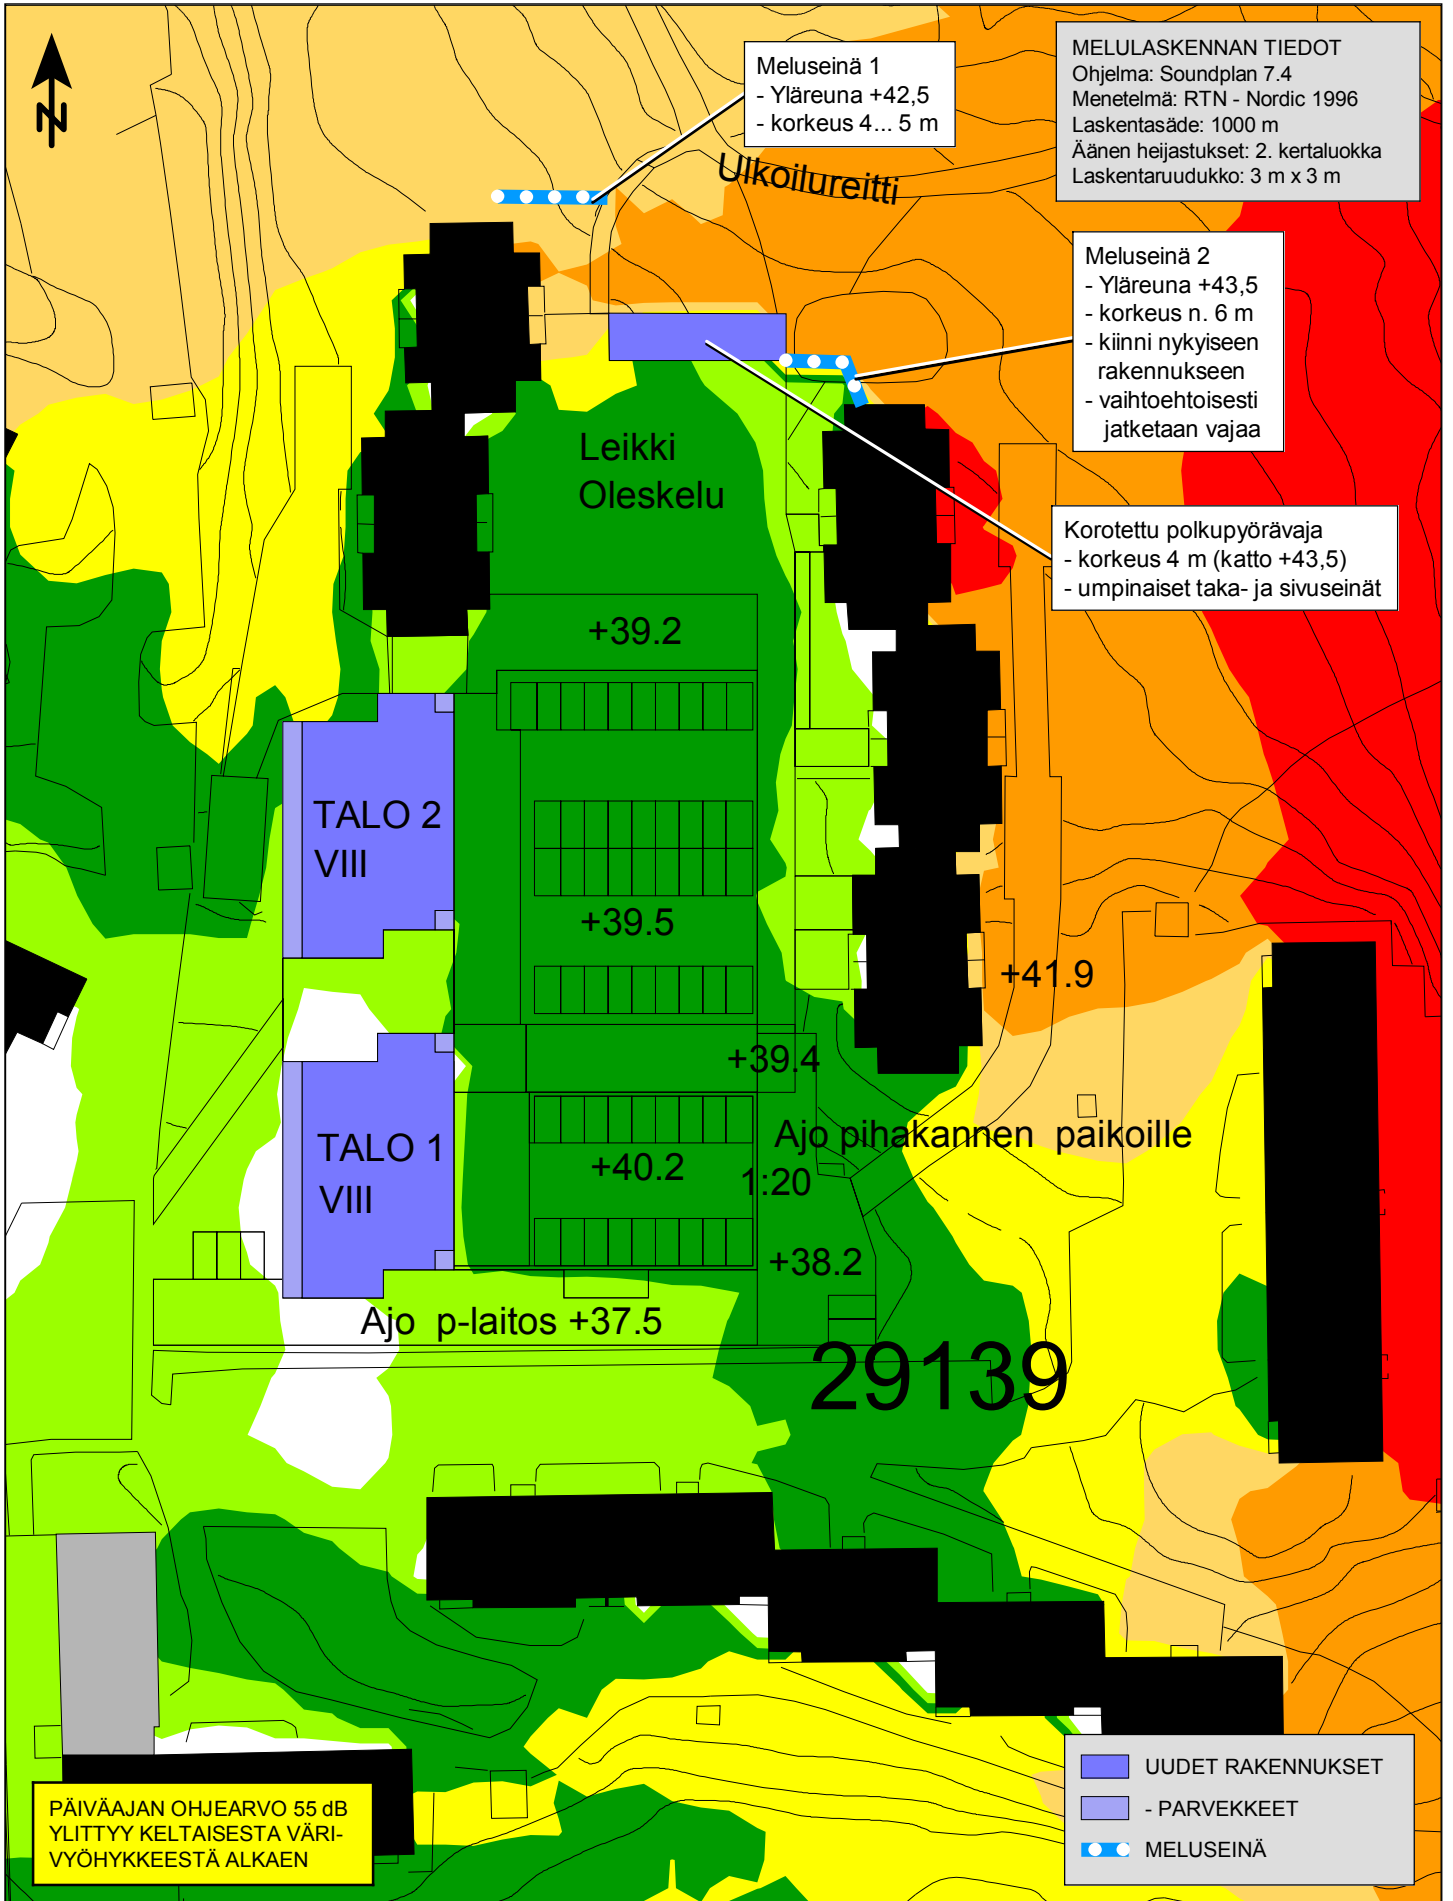 N
Meluseinä 1
- Yläreuna +42,5
- korkeus 4... 5 m
MELULASKENNAN TIEDOT
Ohjelma: Soundplan 7.4
Menetelmä: RTN - Nordic 1996
Laskentasäde: 1000 m
Äänen heijastukset: 2. kertaluokka
Laskentaruudukko: 3 m x 3 m
Ulkoilureitti
Meluseinä 2
- Yläreuna +43,5
- korkeus n. 6 m
- kiinni nykyiseen
rakennukseen
- vaihtoehtoisesti
jatketaan vajaa
Leikki
Oleskelu
Korotettu polkupyörävaja
- korkeus 4 m (katto +43,5)
- umpinaiset taka- ja sivuseinät
+39.2
TALO 2
VIII
+39.5
+41.9
+39.4
TALO 1
VIII
Ajo pihakannen paikoille
+40.2
1:20
+38.2
Ajo p-laitos +37.5
29139
UUDET RAKENNUKSET
- PARVEKKEET
MELUSEINÄ
PÄIVÄAJAN OHJEARVO 55 dB
YLITTYY KELTAISESTA VÄRI-
VYÖHYKKEESTÄ ALKAEN